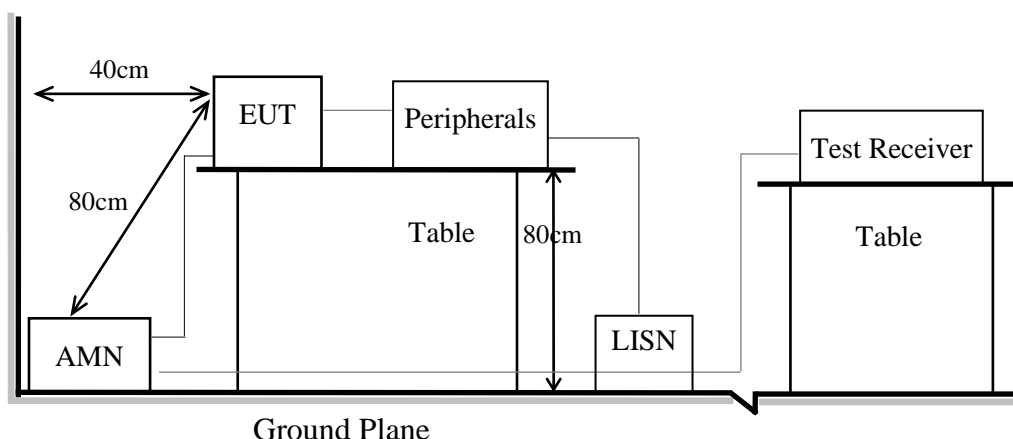 40cm
EUT
Peripherals
Test Receiver
80cm
Table
80cm
Table
AMN
LISN
Ground Plane